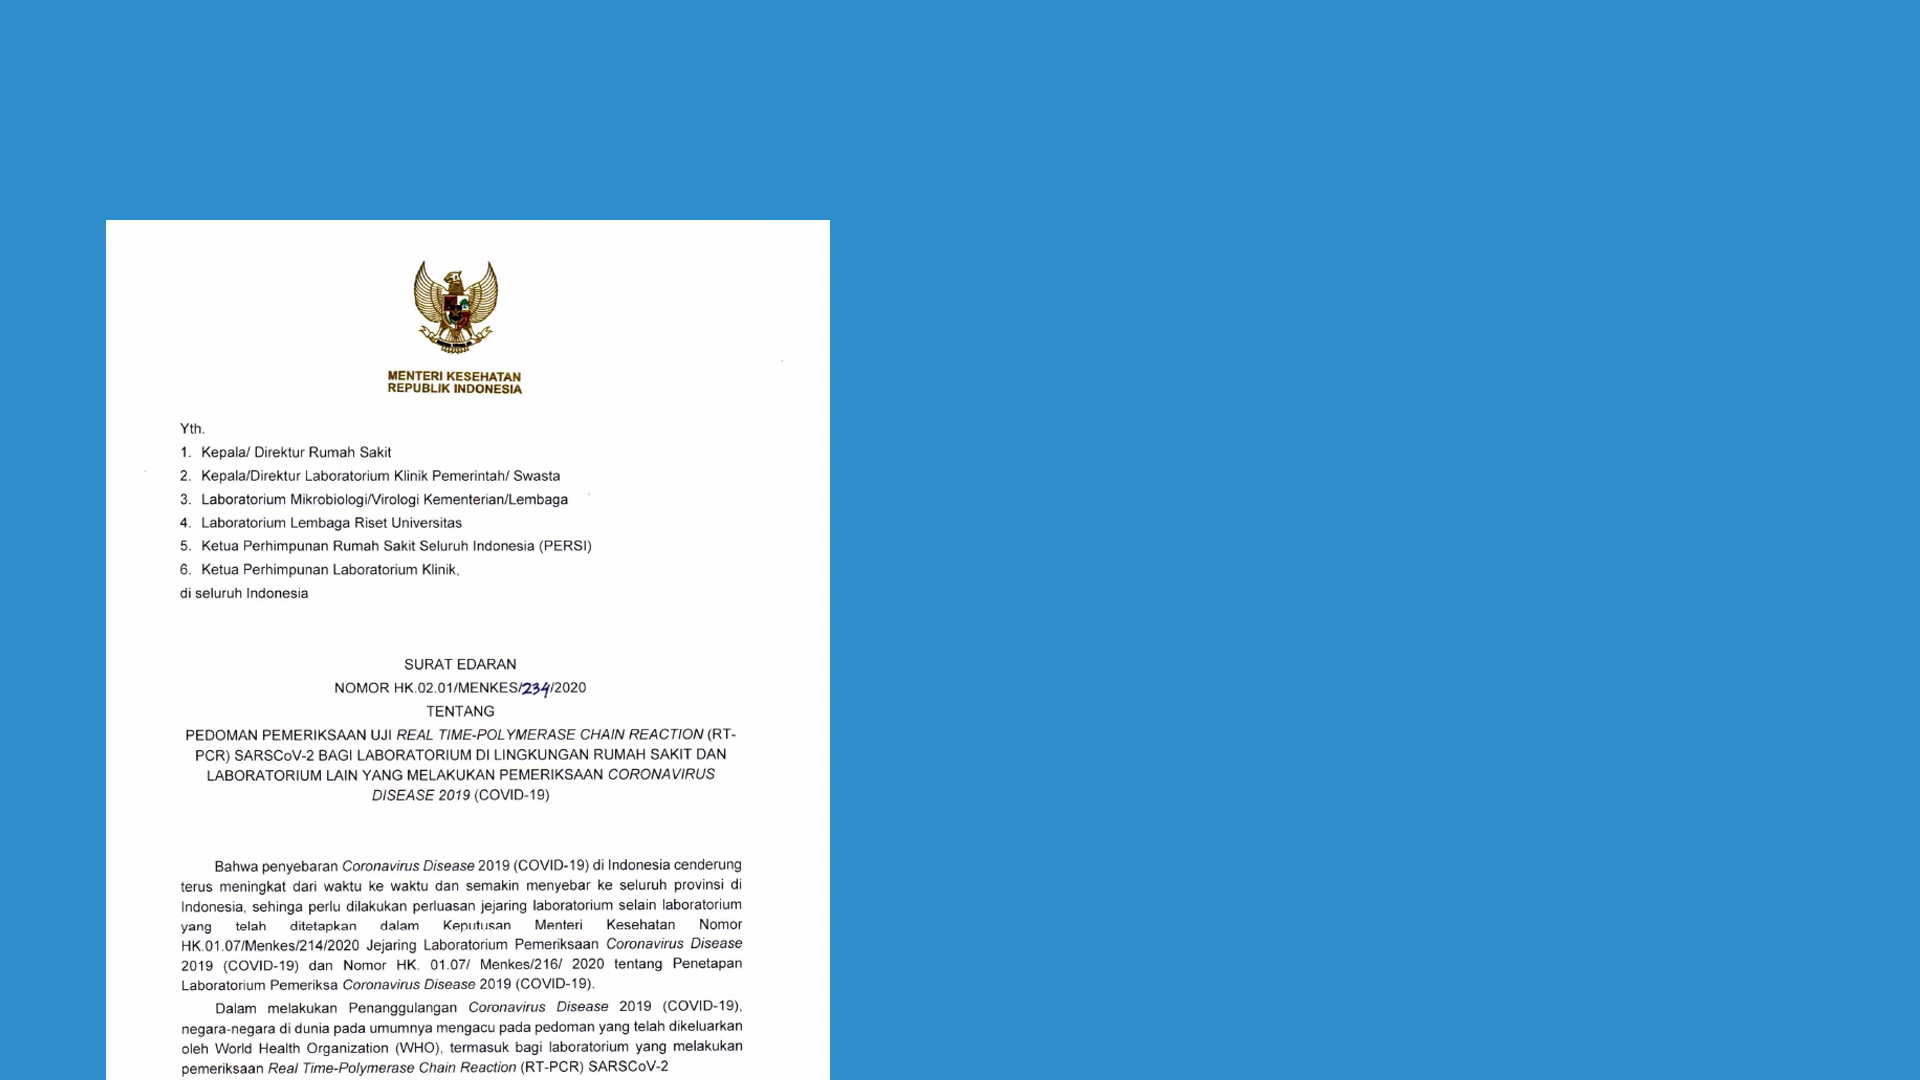 MENTERI KESEHATAN
REPUBLIK INDONESIA
Yth.
1. Kepala/ Direktur Rumah Sakit
2. Kepala/Direktur Laboratorium Klinik Pemerintah/ Swasta
3. Laboratorium Mikrobiologi/Virologi Kementerian/Lembaga
4. Laboratorium Lembaga Riset Universitas
5. Ketua Perhimpunan Rumah Sakit Seluruh Indonesia (PERSI)
6. Ketua Perhimpunan Laboratorium Klinik,
di seluruh Indonesia
SURAT EDARAN
NOMOR HK.02.01/MENKES/234/2020
TENTANG
PEDOMAN PEMERIKSAAN UJI REAL TIME-POLYMERASE CHAIN REACTION (RT-
PCR) SARSCoV-2 BAGI LABORATORIUM DI LINGKUNGAN RUMAH SAKIT DAN
LABORATORIUM LAIN YANG MELAKUKAN PEMERIKSAAN CORONAVIRUS
DISEASE 2019 (COVID-19)
Bahwa penyebaran Coronavirus Disease 2019 (COVID-19) di Indonesia cenderung
terus meningkat dari waktu ke waktu dan semakin menyebar ke seluruh provinsi di
Indonesia, sehinga perlu dilakukan perluasan jejaring laboratorium selain laboratorium
yang telah ditetapkan dalam Keputusan Menteri Kesehatan Nomor
HK.01.07/Menkes/214/2020 Jejaring Laboratorium Pemeriksaan Coronavirus Disease
2019 (COVID-19) dan Nomor HK. 01.07/ Menkes/216/ 2020 tentang Penetapan
Laboratorium Pemeriksa Coronavirus Disease 2019 (COVID-19).
Dalam melakukan Penanggulangan Coronavirus Disease 2019 (COVID-19),
negara-negara di dunia pada umumnya mengacu pada pedoman yang telah dikeluarkan
oleh World Health Organization (WHO), termasuk bagi laboratorium yang melakukan
pemeriksaan Real Time-Polymerase Chain Reaction (RT-PCR) SARSCoV-2